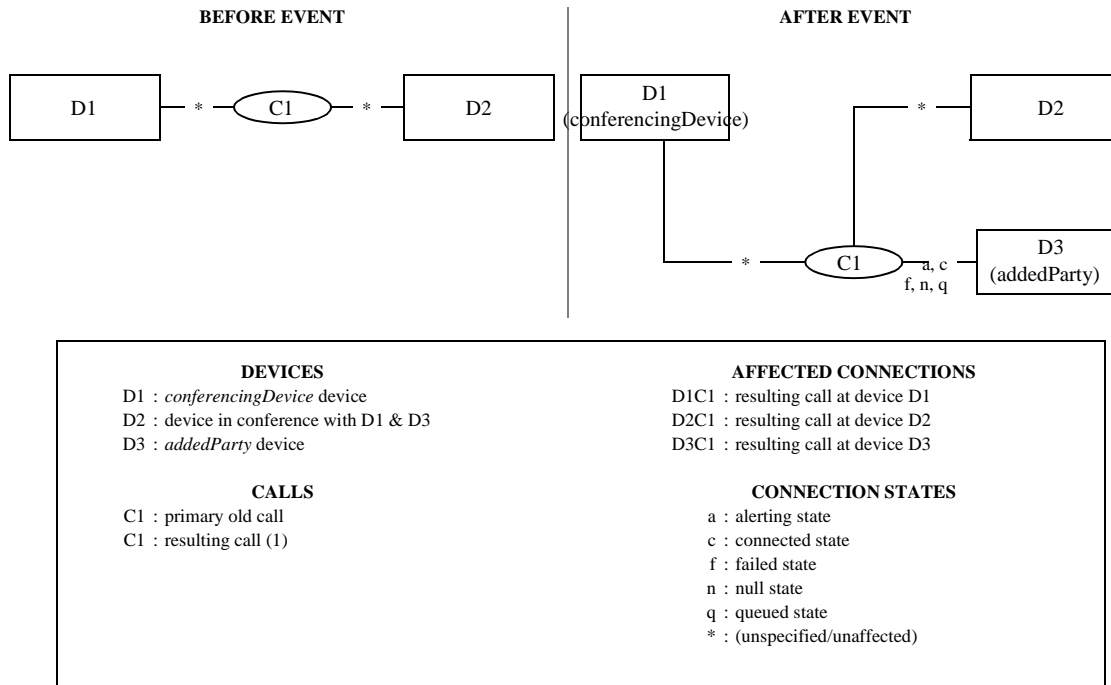 BEFORE EVENT
AFTER EVENT
D1
*
C1
*
D2
D1
(conferencingDevice)
*
D2
*
C1
a, c
f, n, q
D3
(addedParty)
DEVICES
D1 : conferencingDevice device
D2 : device in conference with D1 & D3
D3 : addedParty device
CALLS
C1 : primary old call
C1 : resulting call (1)
AFFECTED CONNECTIONS
D1C1 : resulting call at device D1
D2C1 : resulting call at device D2
D3C1 : resulting call at device D3
CONNECTION STATES
a : alerting state
c : connected state
f : failed state
n : null state
q : queued state
* : (unspecified/unaffected)